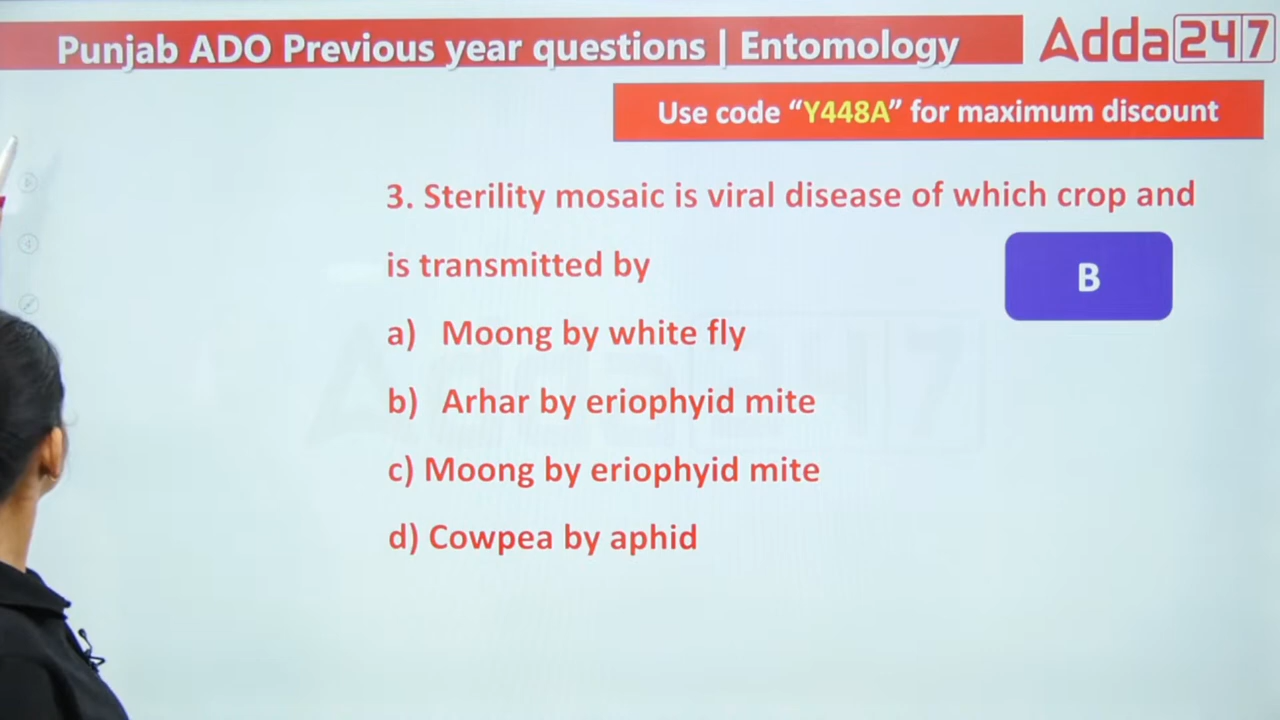 Punjab ADO Previous year questions | Entomology
Adda247
Use code “Y448A” for maximum discount
3. Sterility mosaic is viral disease of which crop and
is transmitted by
B
a) Moong by white fly
b) Arhar by eriophyid mite
c) Moong by eriophyid mite
d) Cowpea by aphid
Adda247